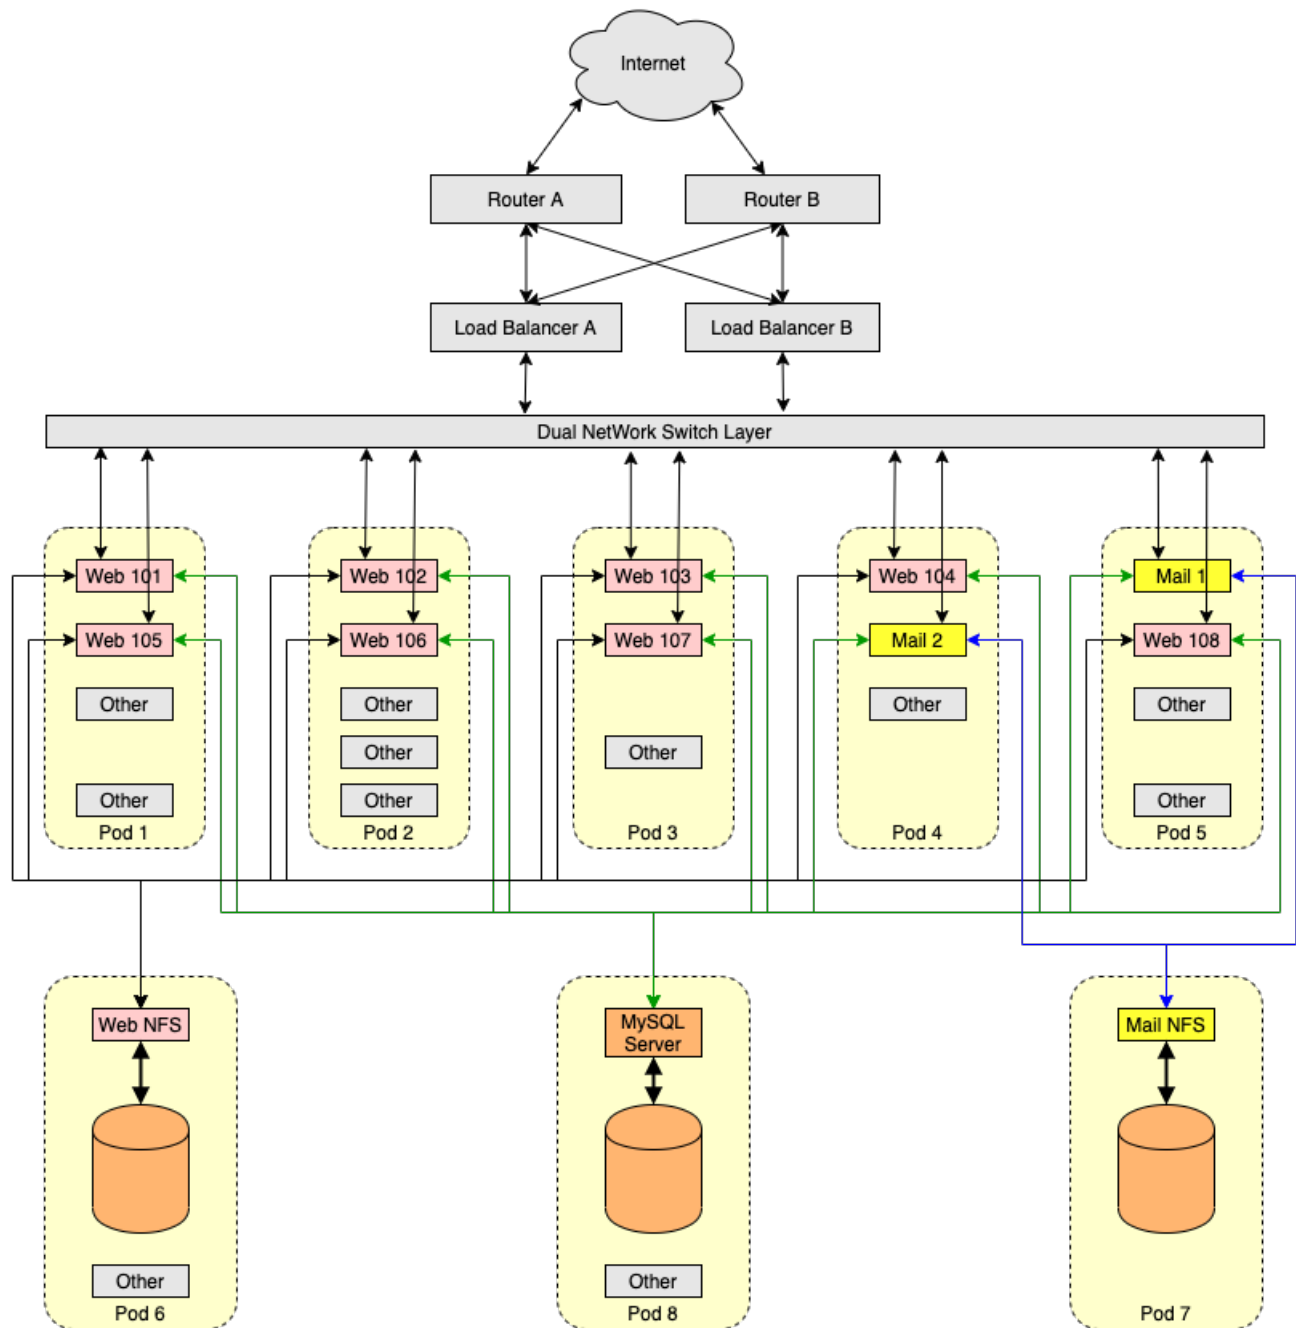 Internet
Router A
Router B
Load Balancer A
Load Balancer B
Dual NetWork Switch Layer
Web 101
Web 105
Other
Other
Pod 1
Web 102
Web 106
Other
Other
Other
Pod 2
Web 103
Web 107
Other
Pod 3
Web 104
Mail 2
Other
Pod 4
Mail 1
Web 108
Other
Other
Pod 5
Web NFS
Other
Pod 6
MySQL
Server
Other
Pod 8
Mail NFS
Pod 7